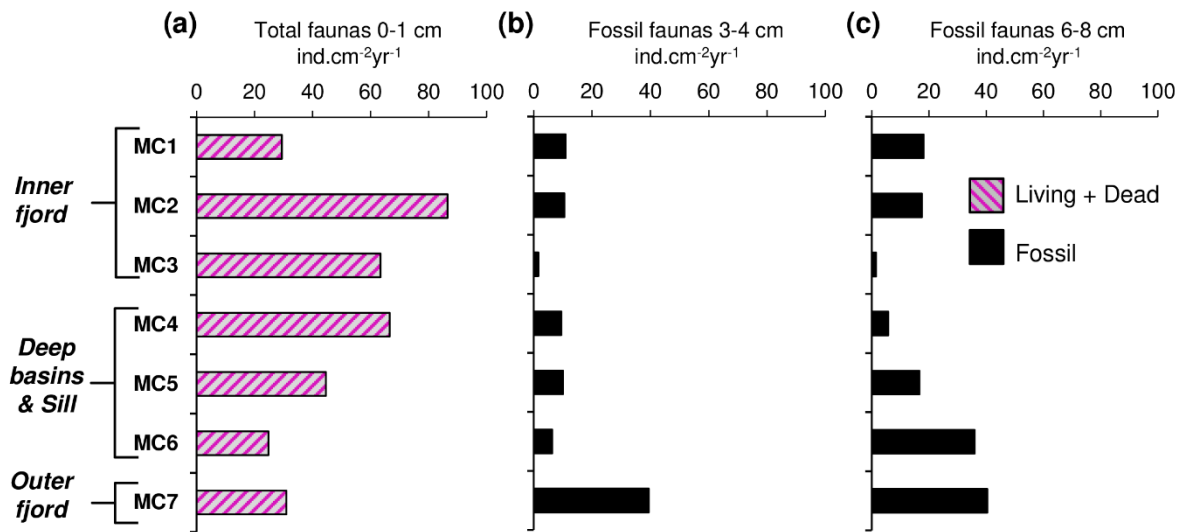 (a) Total faunas 0-1 cm
ind.cm⁻²yr⁻¹
0 20 40 60 80 100
(b) Fossil faunas 3-4 cm
ind.cm⁻²yr⁻¹
0 20 40 60 80 100
(c) Fossil faunas 6-8 cm
ind.cm⁻²yr⁻¹
0 20 40 60 80 100
Inner
fjord
MC1
MC2
MC3
Deep
basins
& Sill
MC4
MC5
MC6
Outer
fjord
MC7
Living + Dead
Fossil